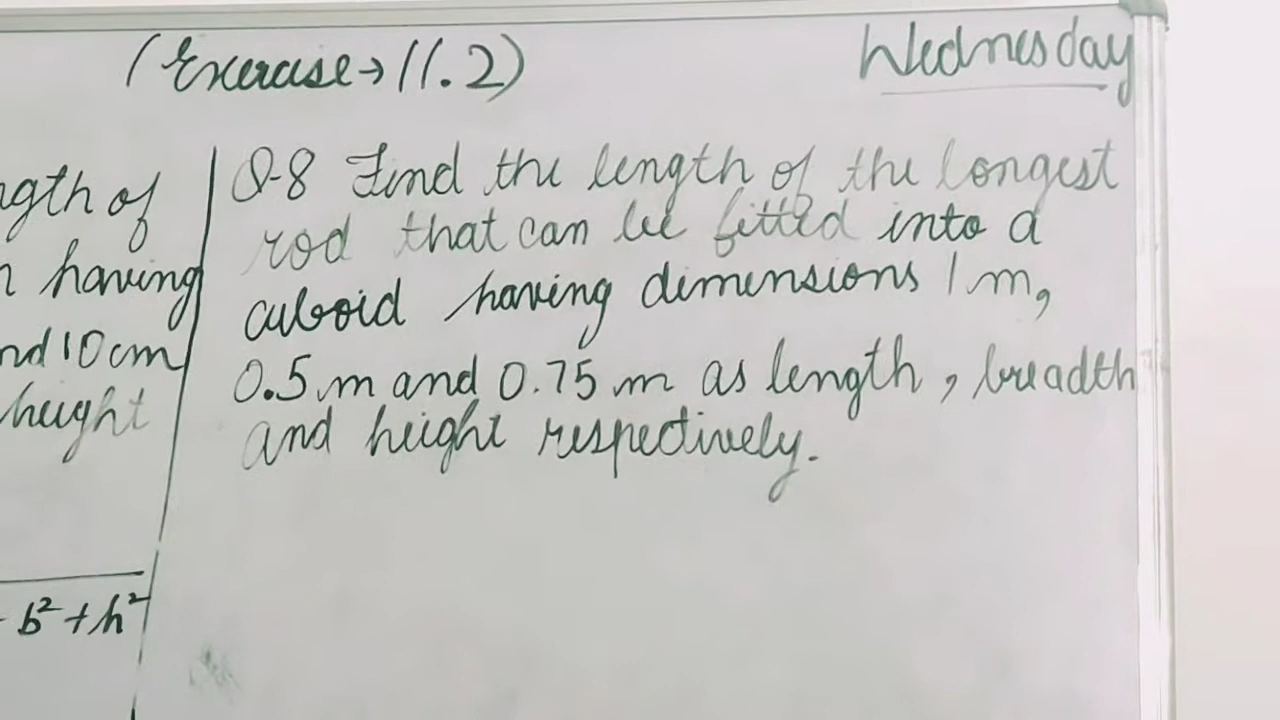 (Exercise→11.2)
Wednesday
ngth of
having
nd 10 cm
height
b²+h²
Q-8 Find the length of the longest
rod that can be fitted into a
cuboid having dimensions 1 m,
0.5 m and 0.75 m as length, breadth
and height respectively.